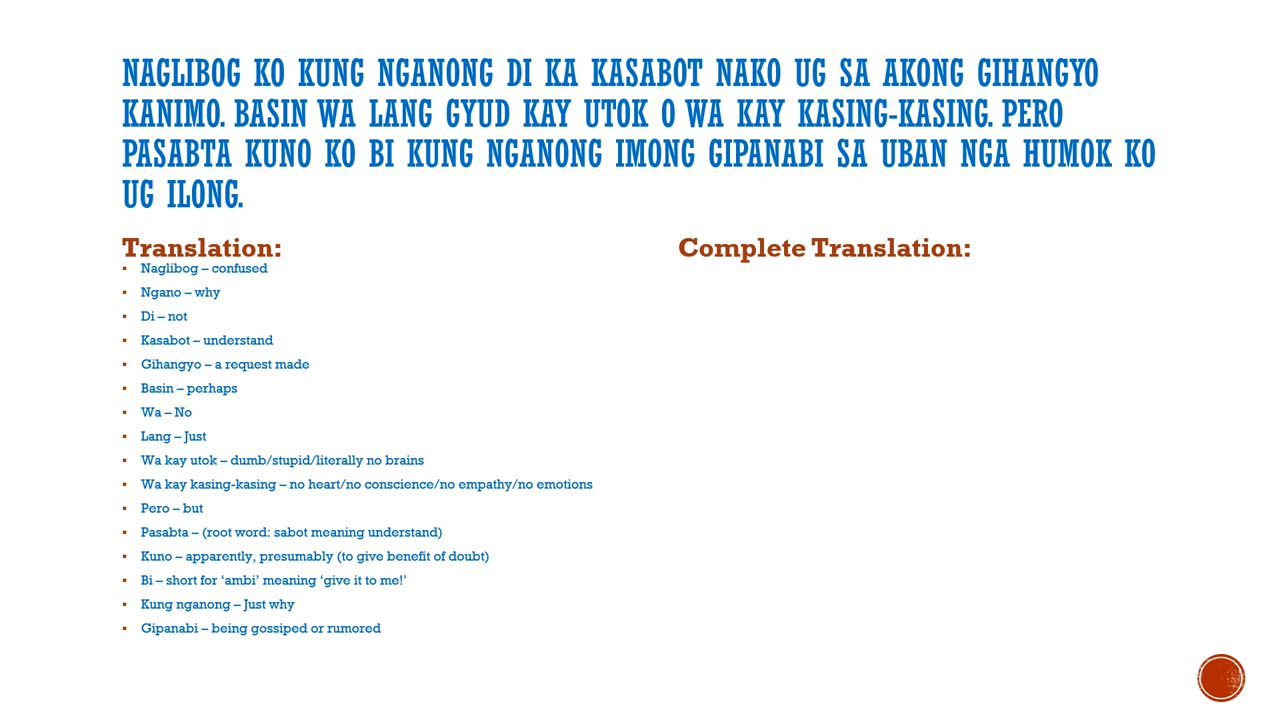 NAGLIBOG KO KUNG NGANONG DI KA KASABOT NAKO UG SA AKONG GIHANGYO
KANIMO. BASIN WA LANG GYUD KAY UTOK O WA KAY KASING-KASING. PERO
PASABTA KUNO KO BI KUNG NGANONG IMONG GIPANABI SA UBAN NGA HUMOK KO
UG ILONG.
Translation:
▪ Naglibog – confused
▪ Ngano – why
▪ Di – not
▪ Kasabot – understand
▪ Gihangyo – a request made
▪ Basin – perhaps
▪ Wa – No
▪ Lang – Just
▪ Wa kay utok – dumb/stupid/literally no brains
▪ Wa kay kasing-kasing – no heart/no conscience/no empathy/no emotions
▪ Pero – but
▪ Pasabta – (root word: sabot meaning understand)
▪ Kuno – apparently, presumably (to give benefit of doubt)
▪ Bi – short for ‘ambi’ meaning ‘give it to me!’
▪ Kung nganong – Just why
▪ Gipanabi – being gossiped or rumored
Complete Translation: